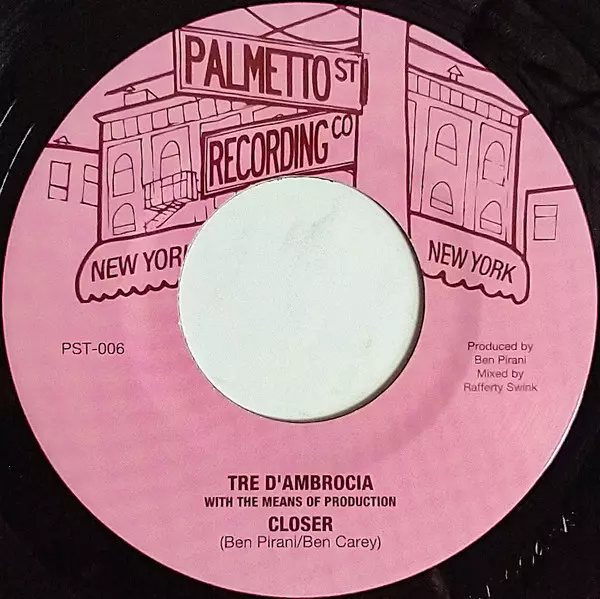 PALMETTO ST
RECORDING CO
NEW YORK
NEW YORK
PST-006
Produced by
Ben Pirani
Mixed by
Rafferty Swink
TRE D'AMBROCIA
WITH THE MEANS OF PRODUCTION
CLOSER
(Ben Pirani/Ben Carey)